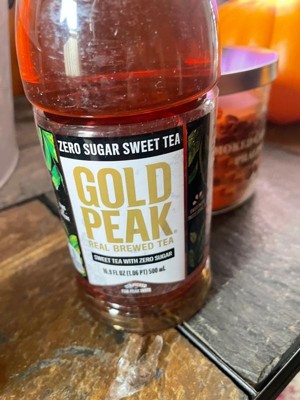 ZERO SUGAR SWEET TEA
GOLD
PEAK
REAL BREWED TEA
SWEET TEA WITH ZERO SUGAR
16.9 FL OZ (1.06 PT) 500 mL